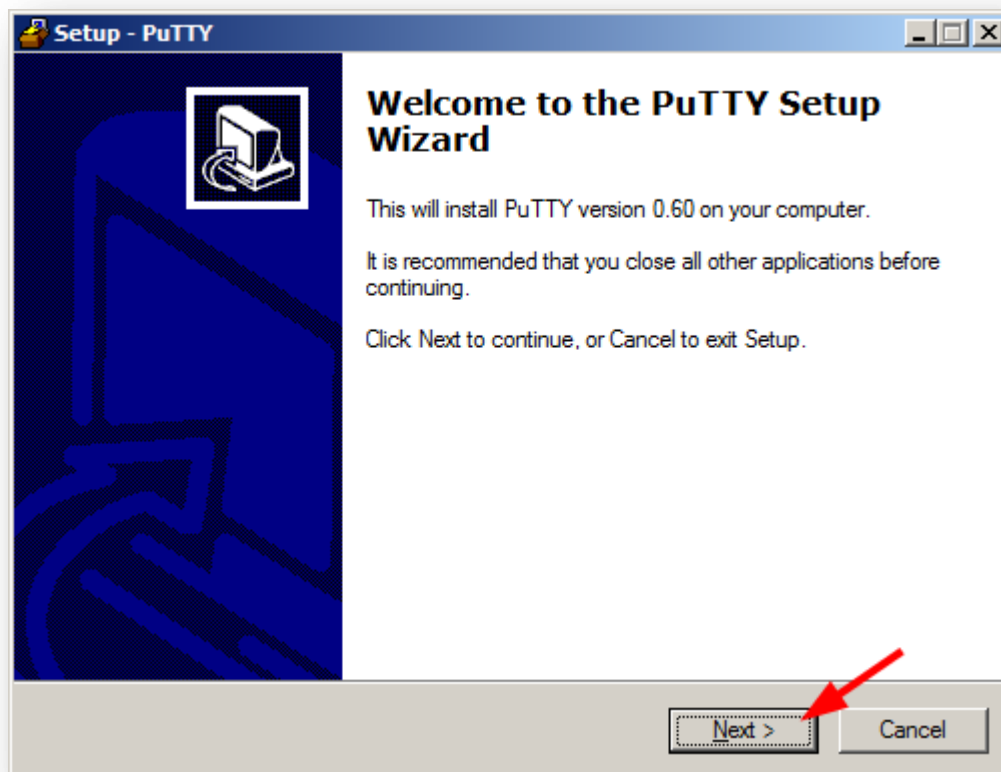 Setup - PuTTY
Welcome to the PuTTY Setup
Wizard
This will install PuTTY version 0.60 on your computer.
It is recommended that you close all other applications before
continuing.
Click Next to continue, or Cancel to exit Setup.
Next >
Cancel